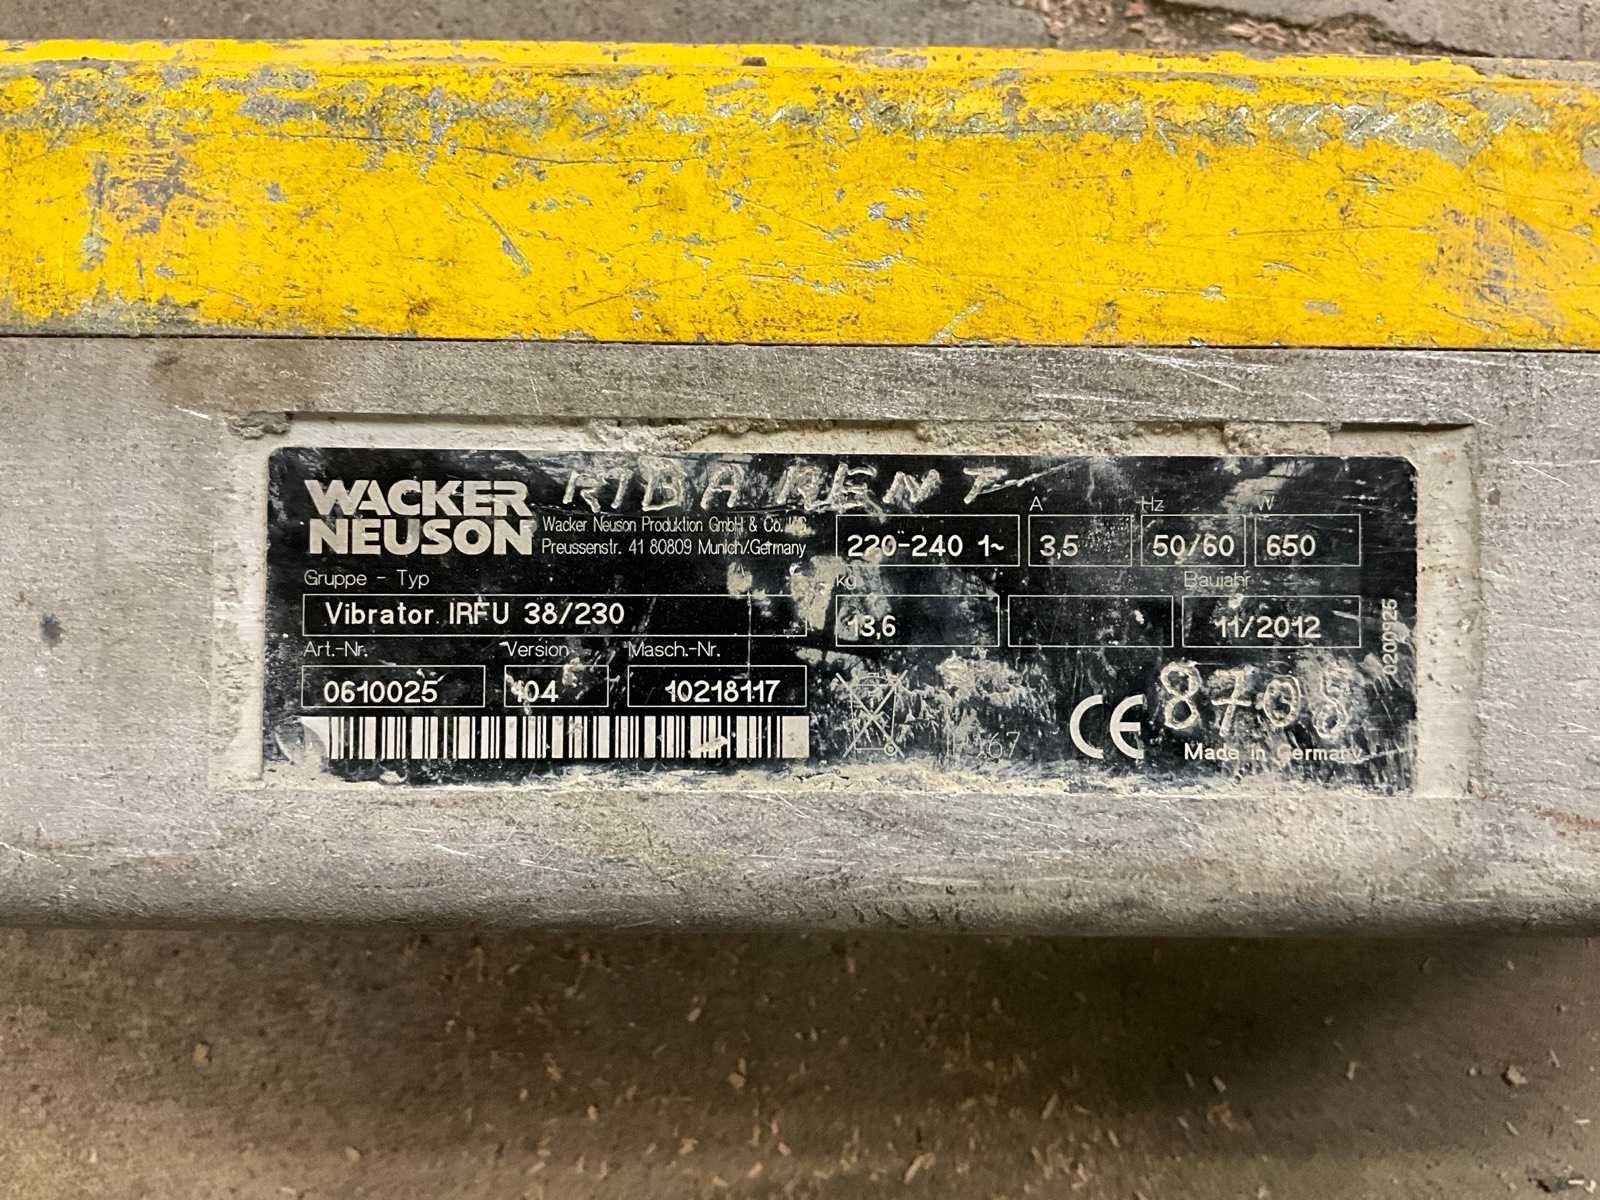 RIBA RENT
WACKER
NEUSON
Wacker Neuson Produktion GmbH & Co. KG
Preussenstr. 41 80809 Munich/Germany
A Hz W
220-240 1~ 3,5 50/60 650
Gruppe - Typ
kg Baujahr
Vibrator. IRFU 38/230
13,6 11/2012
Art.-Nr. Version Masch.-Nr.
0610025 104 10218117
0200925
CE 8708
Made in Germany